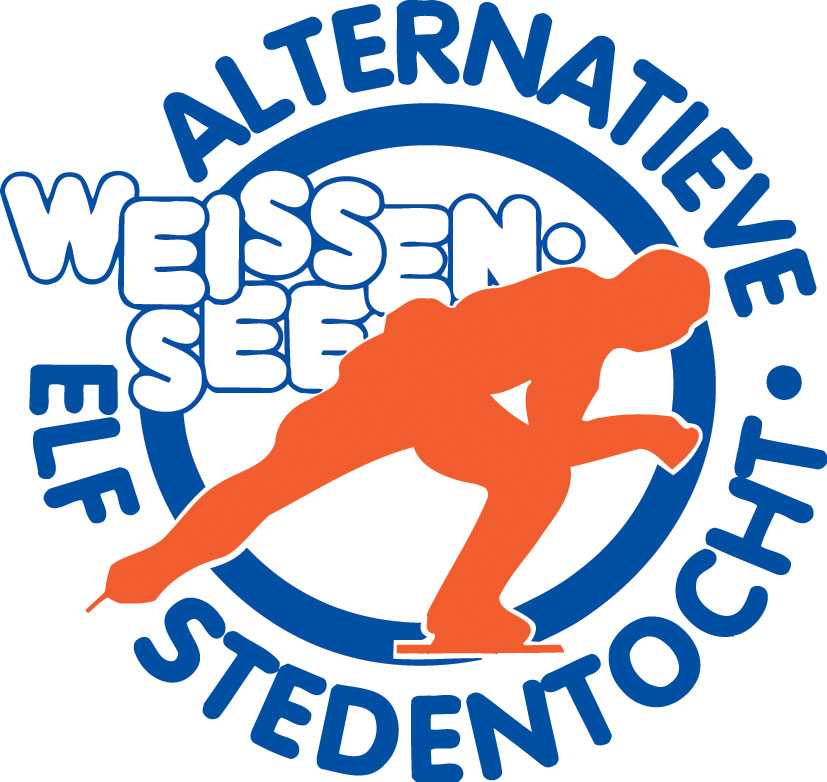 ALTERNATIEVE
ELF STEDENTOCHT •
WEISSEN•
SEE